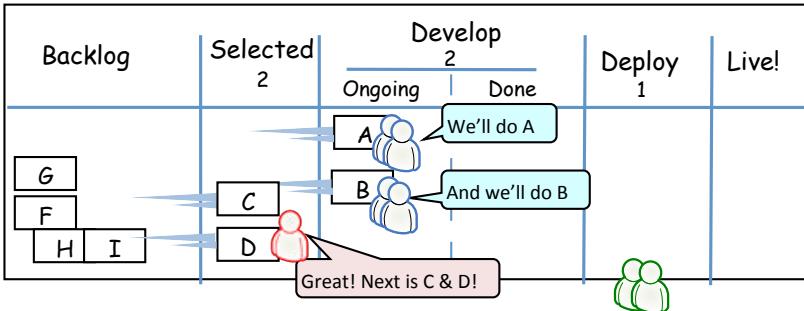 Backlog
Selected
2
Develop
2
Ongoing
Done
Deploy
1
Live!
A
We'll do A
G
F
H
I
C
D
B
And we'll do B
Great! Next is C & D!